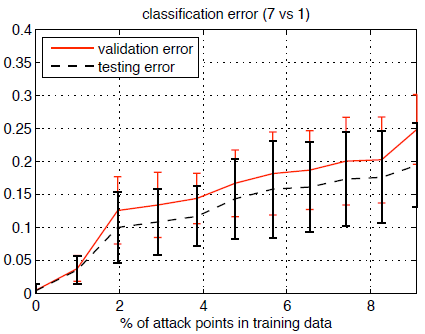 classification error (7 vs 1)
0.4
validation error
testing error
0.35
0.3
0.25
0.2
0.15
0.1
0.05
0
0 2 4 6 8
% of attack points in training data